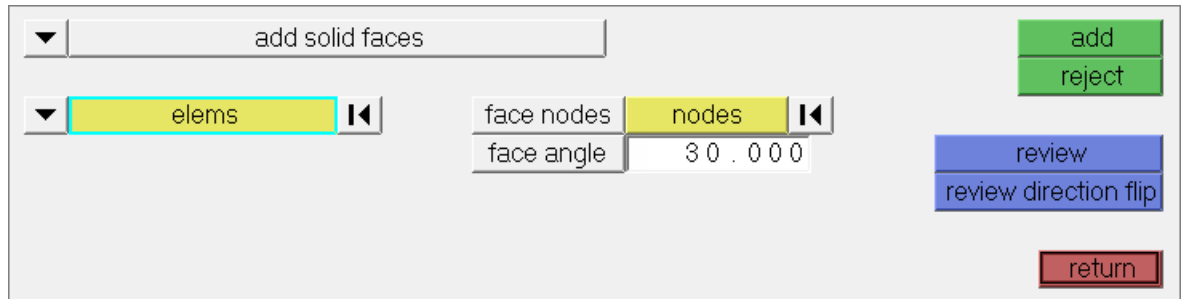 add solid faces
add
reject
elems
face nodes nodes
face angle 30.000
review
review direction flip
return